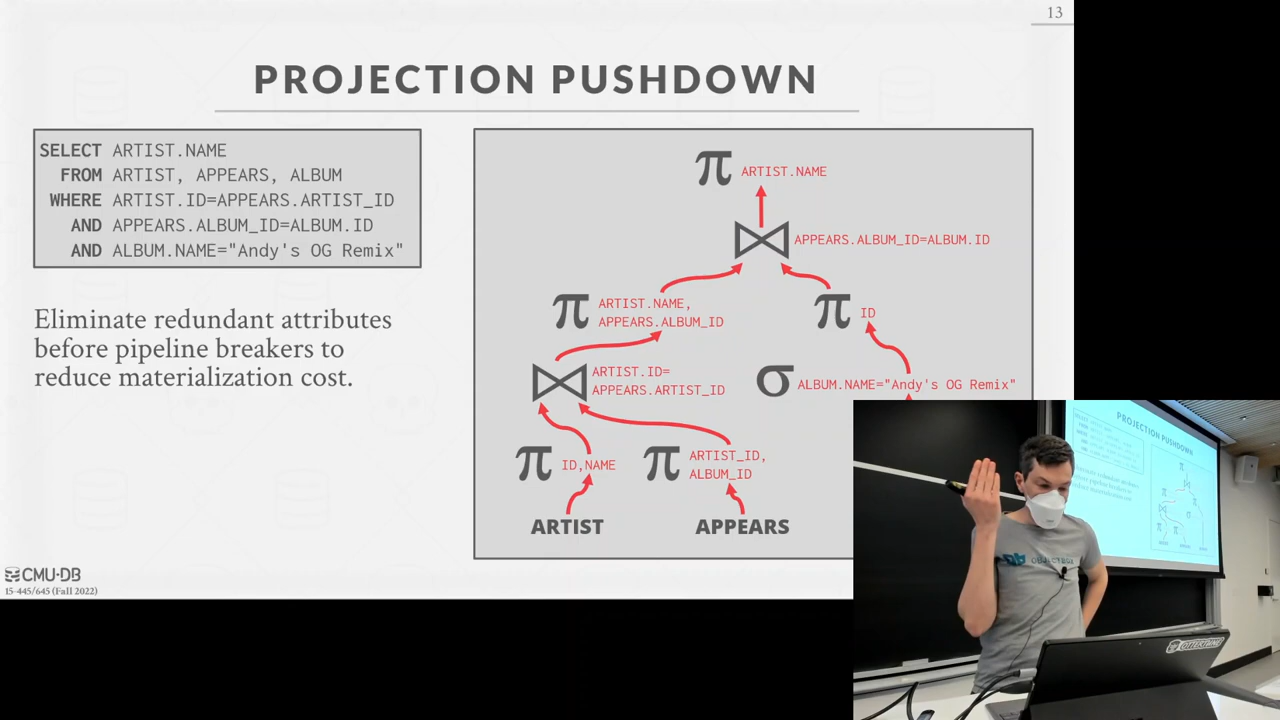 13
PROJECTION PUSHDOWN
SELECT ARTIST.NAME
FROM ARTIST, APPEARS, ALBUM
WHERE ARTIST.ID=APPEARS.ARTIST_ID
AND APPEARS.ALBUM_ID=ALBUM.ID
AND ALBUM.NAME="Andy's OG Remix"
Eliminate redundant attributes
before pipeline breakers to
reduce materialization cost.
π ARTIST.NAME
⋈ APPEARS.ALBUM_ID=ALBUM.ID
π ARTIST.NAME,
APPEARS.ALBUM_ID
π ID
⋈ ARTIST.ID=
APPEARS.ARTIST_ID
σ ALBUM.NAME="Andy's OG Remix"
π ID,NAME
π ARTIST_ID,
ALBUM_ID
ARTIST
APPEARS
CMU·DB
15-445/645 (Fall 2022)
PROJECTION PUSHDOWN